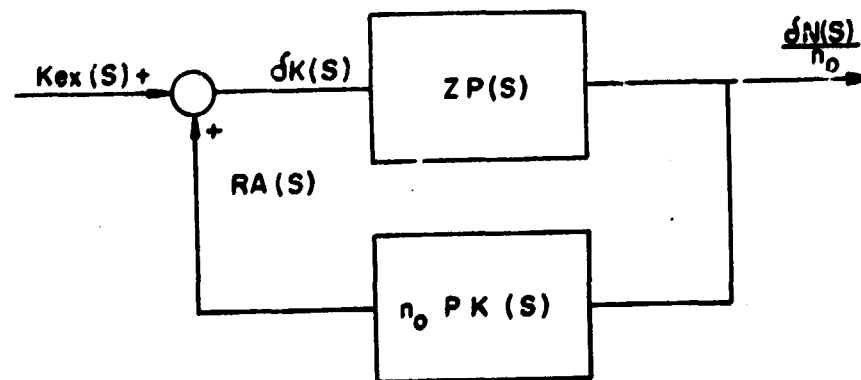 Kex(S) +
δK(S)
ZP(S)
δN(S)
n₀
+
RA(S)
n₀ PK (S)